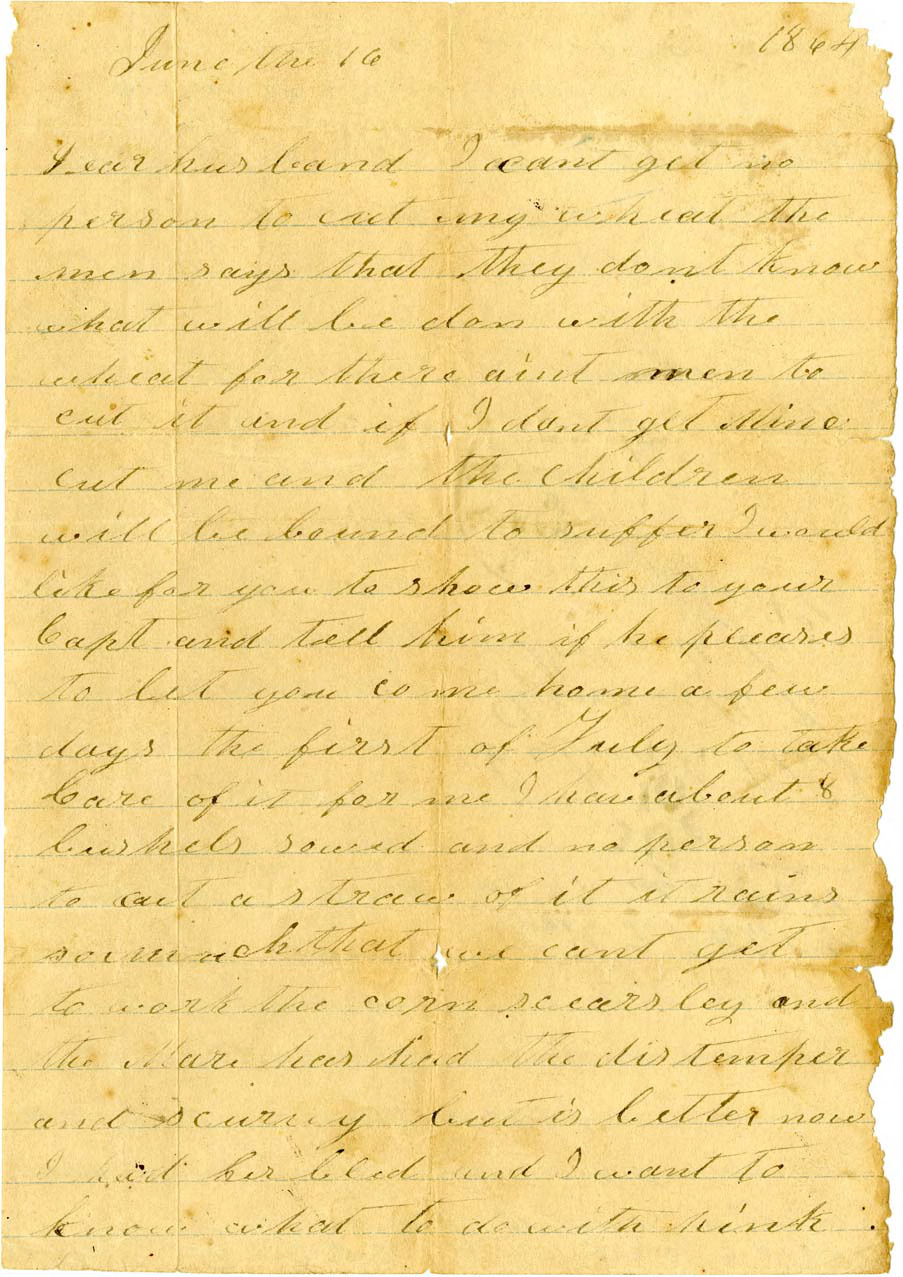 June the 16 1864
Dear husband I cant get no
person to cut my wheat the
men says that they dont know
what will be don with the
wheat for there aint men to
cut it and if I dont get Mine
cut me and the Children
will be bound to suffer I would
like for you to show this to your
Capt and tell him if he pleases
to let you come home a few
days the first of July to take
Care of it for me I have about 8
bushels sowed and no person
to cut a straw of it it rains
so much that we cant get
to work the corn scearsley and
the Mare has had the distemper
and scurvy but is better now
I had her bled and I want to
know what to do with hink